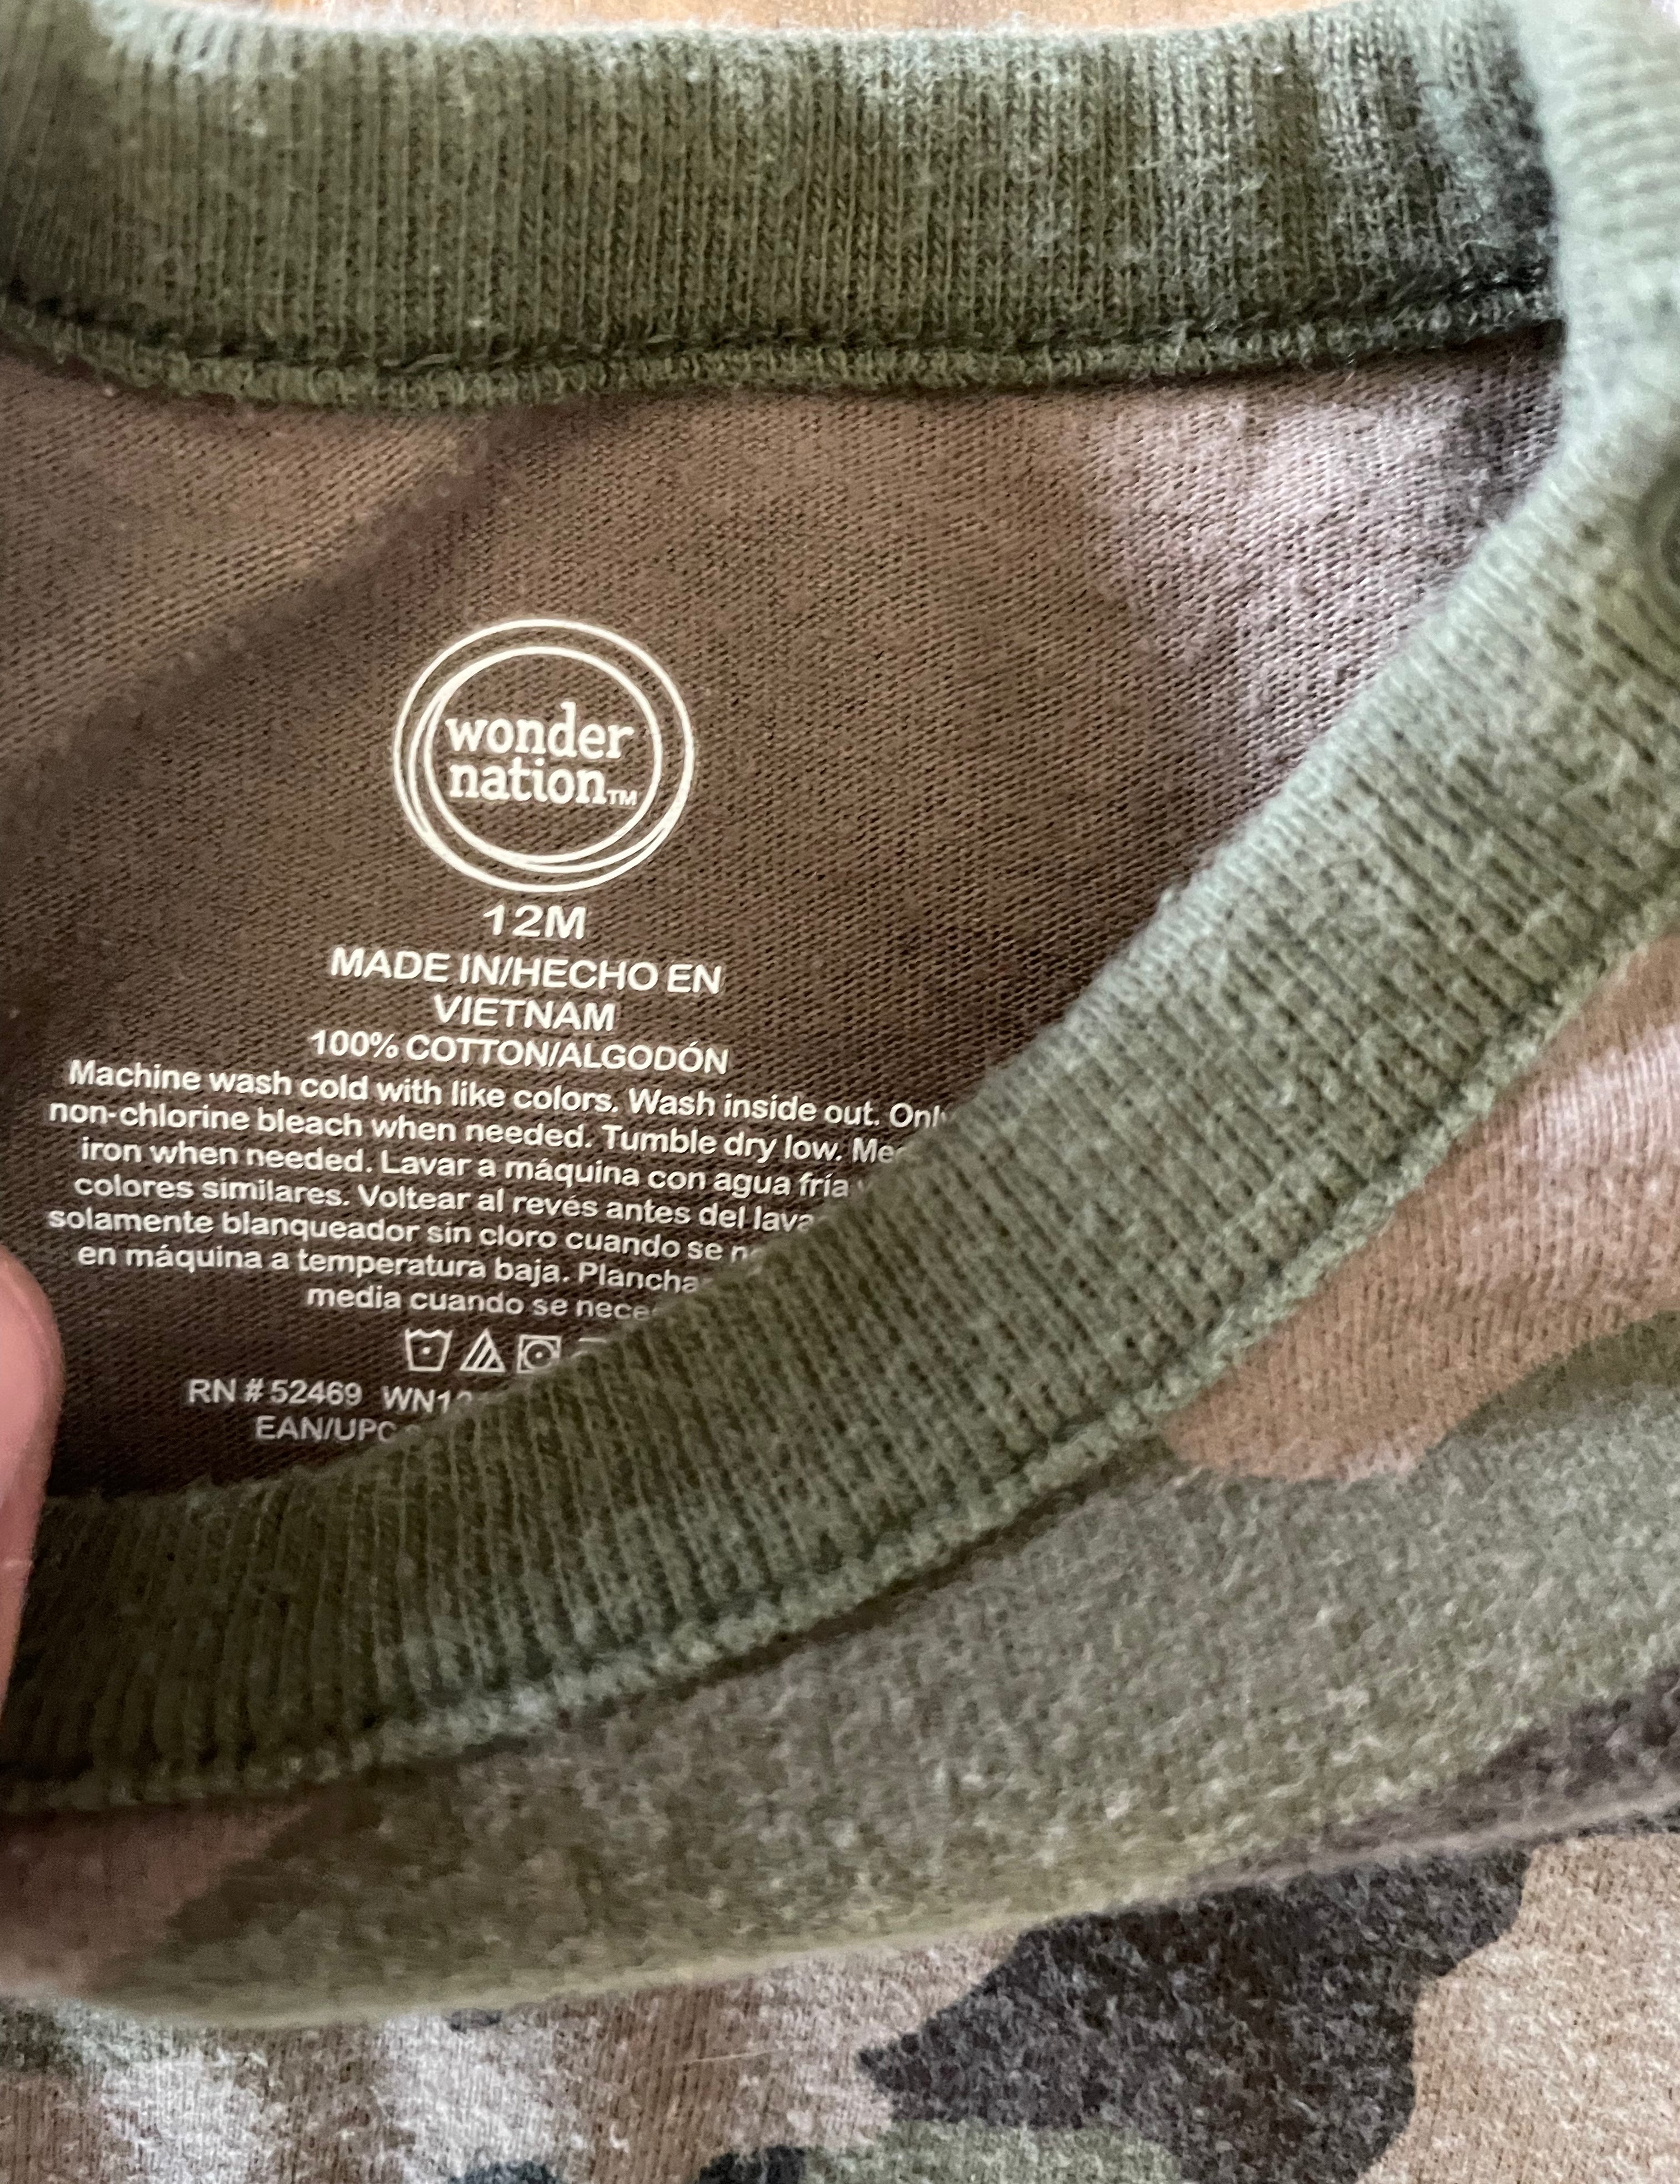 wonder
nation™
12M
MADE IN/HECHO EN
VIETNAM
100% COTTON/ALGODÓN
Machine wash cold with like colors. Wash inside out.
non-chlorine bleach when needed. Tumble dry low.
iron when needed. Lavar a máquina con agua fría
colores similares. Voltear al revés antes del
solamente blanqueador sin cloro cuando se
en máquina a temperatura baja.
media cuando se
RN # 52469
EAN/UPC